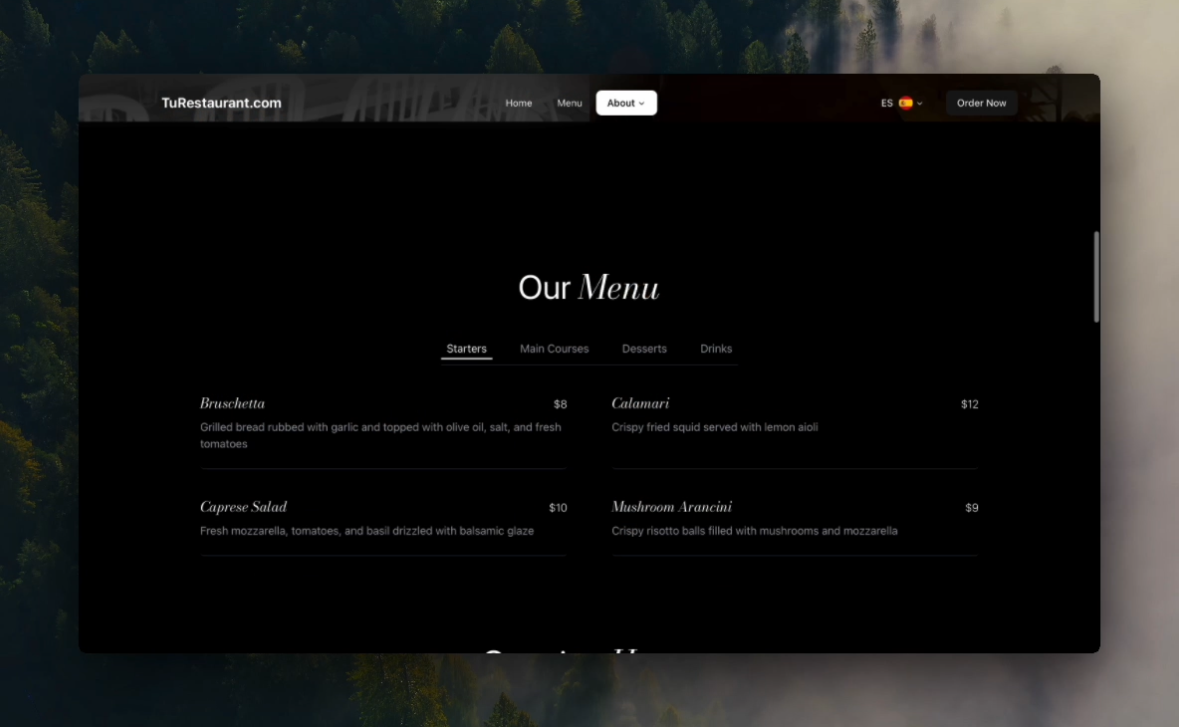 TuRestaurant.com
Home
Menu
About
ES
Order Now
Our Menu
Starters
Main Courses
Desserts
Drinks
Bruschetta
$8
Grilled bread rubbed with garlic and topped with olive oil, salt, and fresh
tomatoes
Calamari
$12
Crispy fried squid served with lemon aioli
Caprese Salad
$10
Fresh mozzarella, tomatoes, and basil drizzled with balsamic glaze
Mushroom Arancini
$9
Crispy risotto balls filled with mushrooms and mozzarella